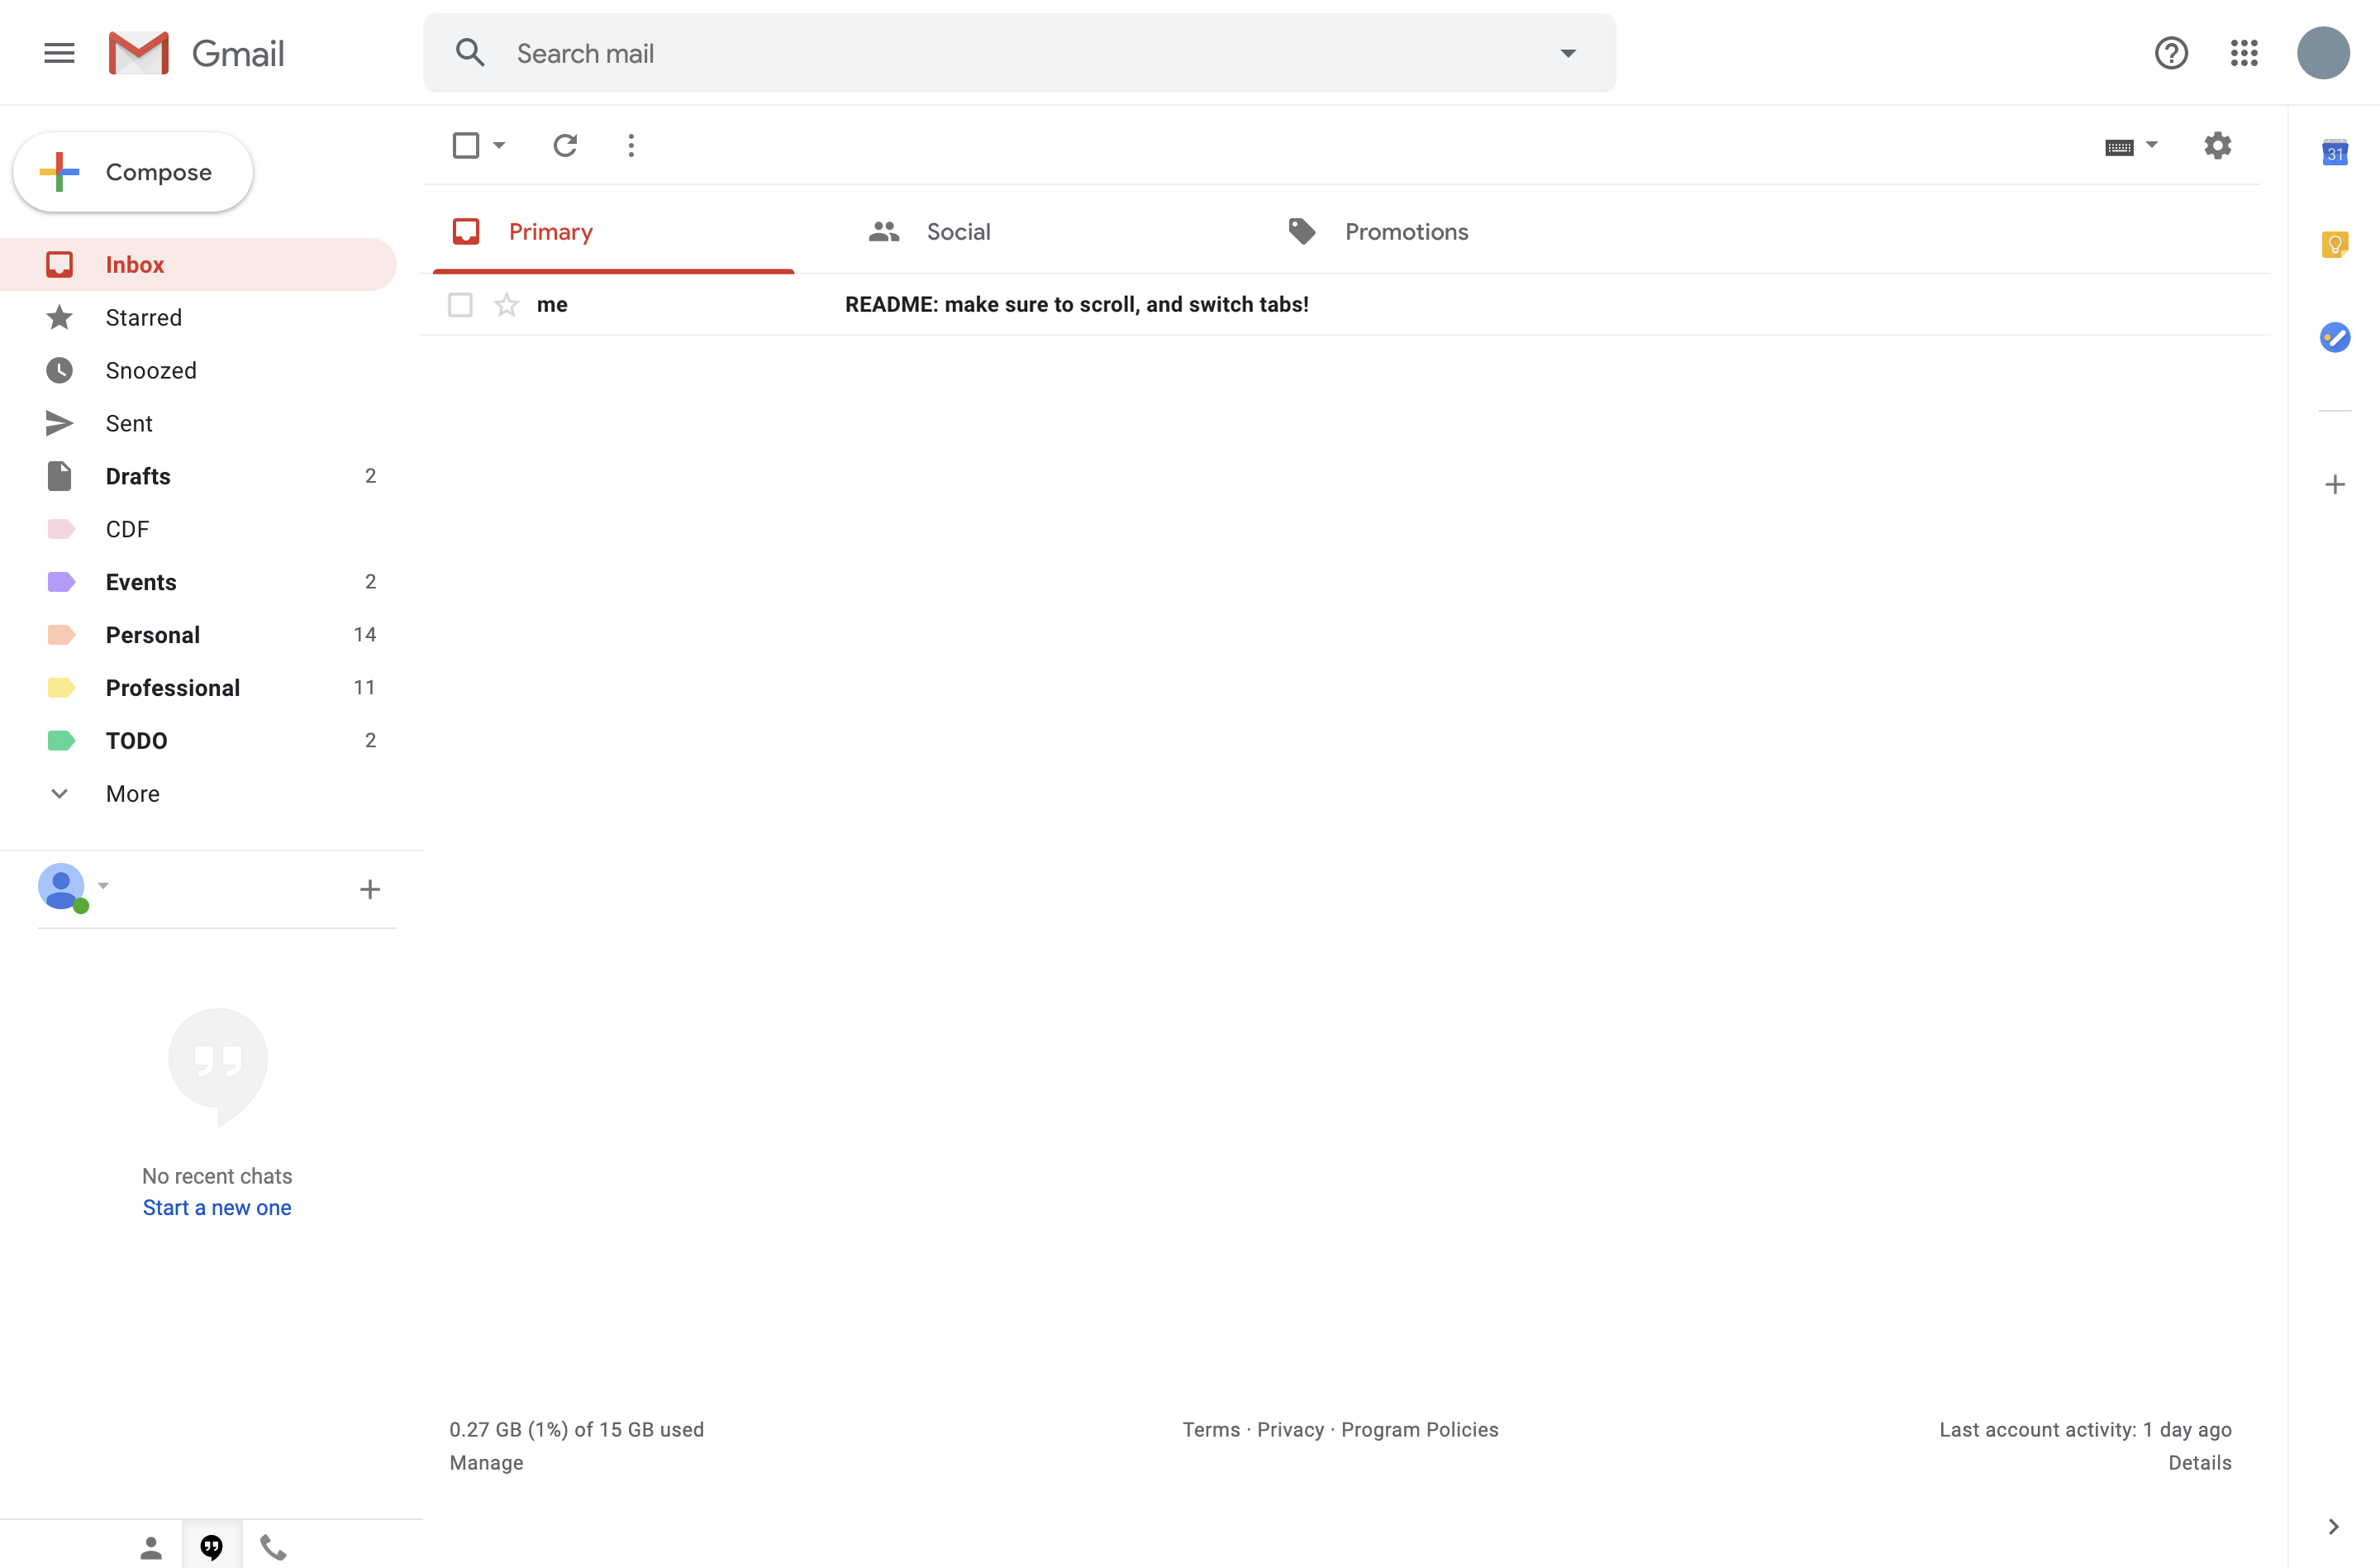 Gmail
Search mail
Compose
31
Primary
Social
Promotions
Inbox
me README: make sure to scroll, and switch tabs!
Starred
Snoozed
Sent
Drafts 2
CDF
Events 2
Personal 14
Professional 11
TODO 2
More
No recent chats
Start a new one
0.27 GB (1%) of 15 GB used
Manage
Terms · Privacy · Program Policies
Last account activity: 1 day ago
Details